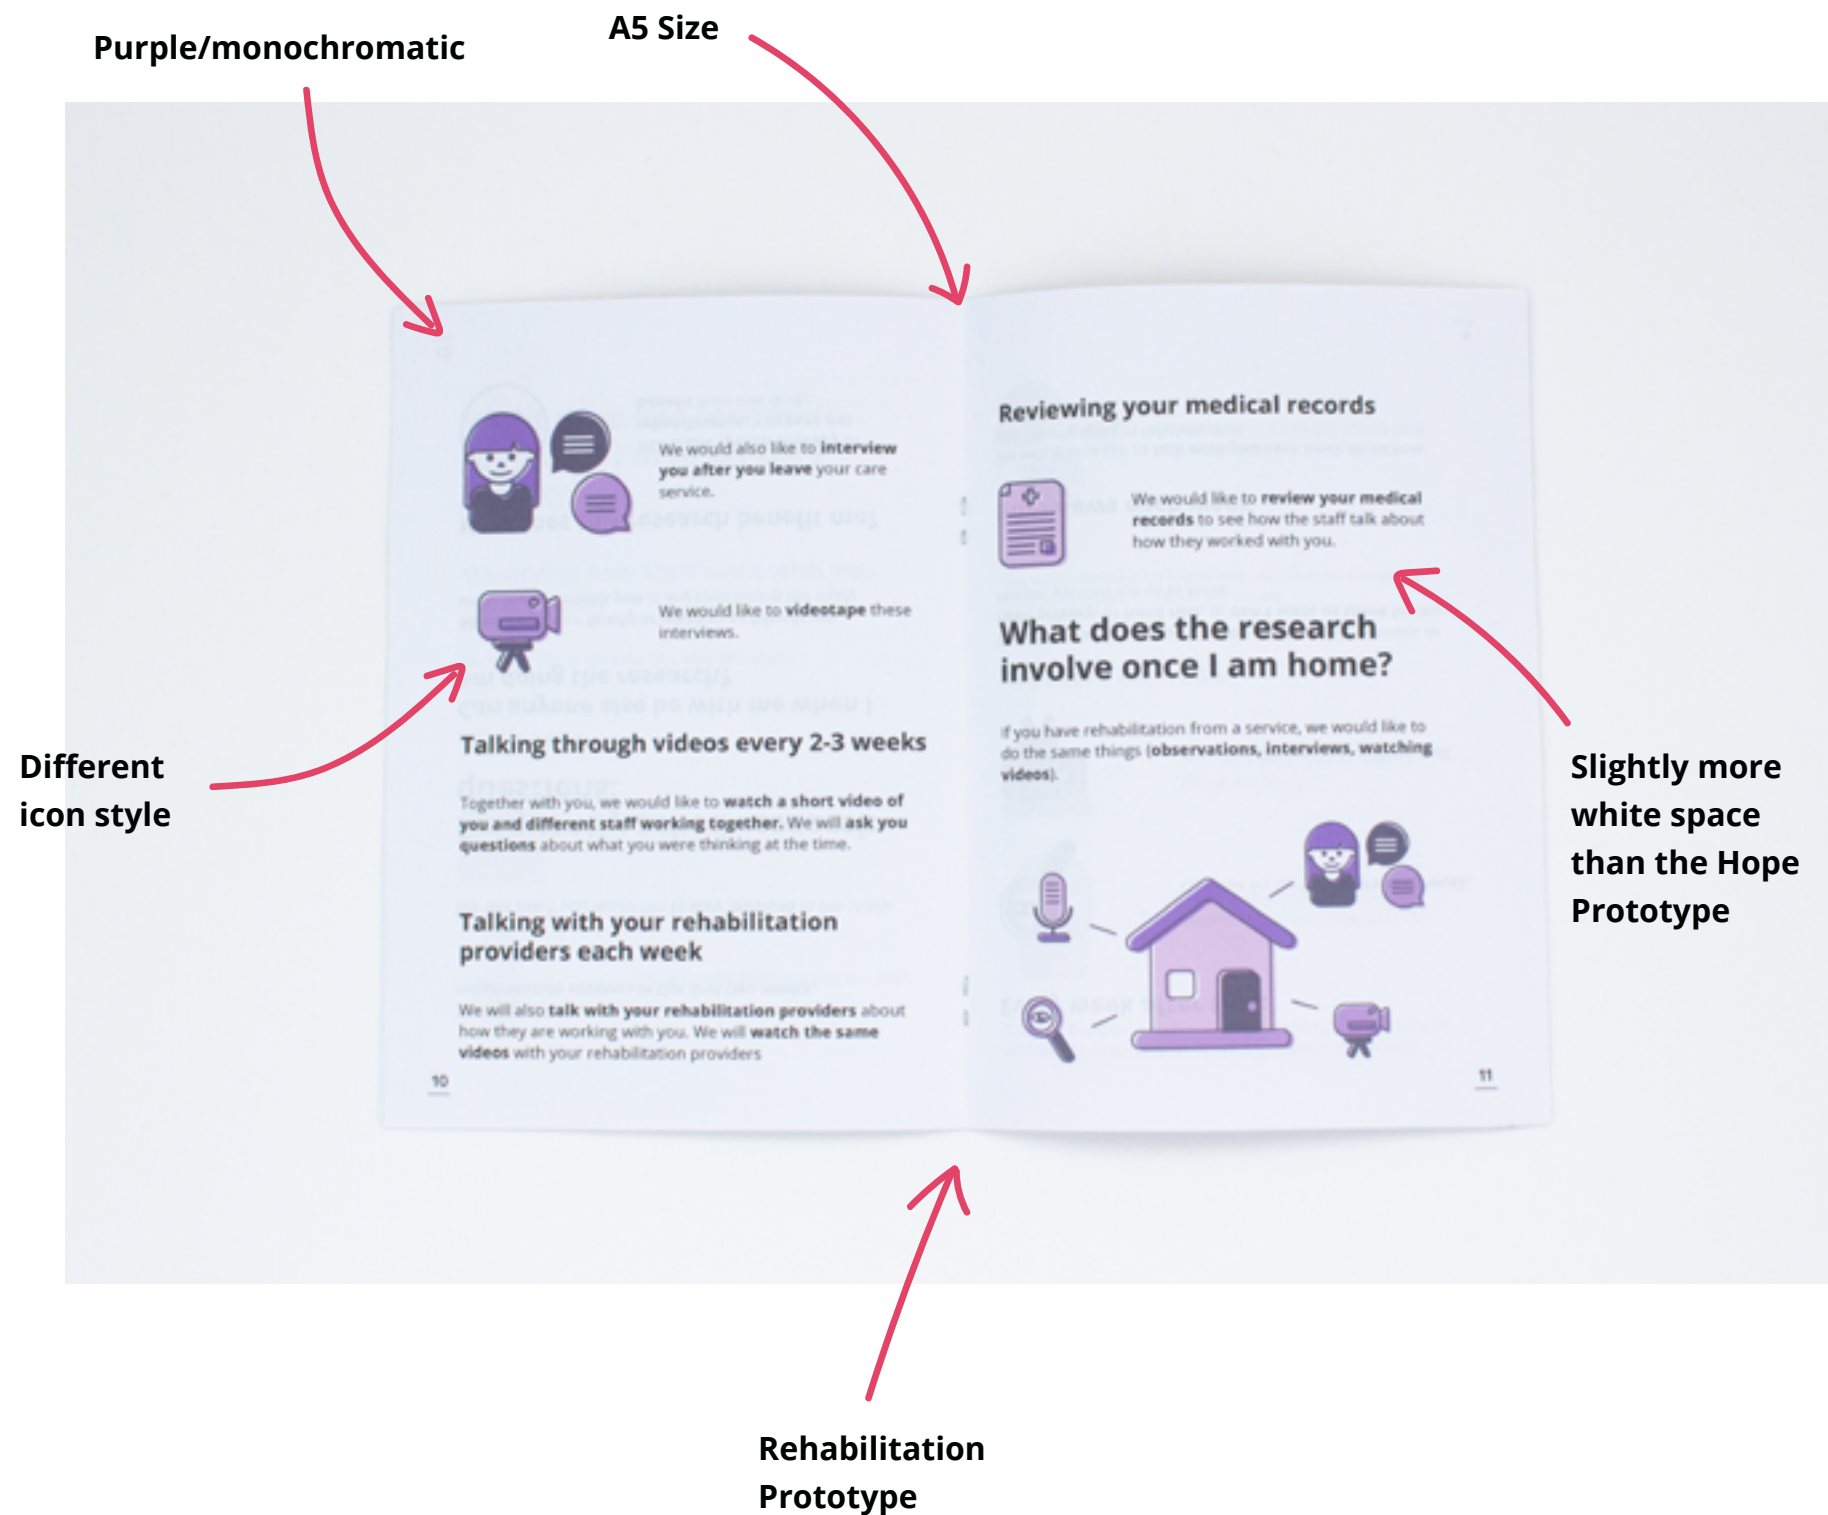 Purple/monochromatic
A5 Size
We would also like to interview
you after you leave your care
service.
We would like to videotape these
interviews.
Talking through videos every 2-3 weeks
Together with you, we would like to watch a short video of
you and different staff working together. We will ask you
questions about what you were thinking at the time.
Talking with your rehabilitation
providers each week
We will also talk with your rehabilitation providers about
how they are working with you. We will watch the same
videos with your rehabilitation providers
10
Reviewing your medical records
We would like to review your medical
records to see how the staff talk about
how they worked with you.
What does the research
involve once I am home?
If you have rehabilitation from a service, we would like to
do the same things (observations, interviews, watching
videos).
11
Different
icon style
Slightly more
white space
than the Hope
Prototype
Rehabilitation
Prototype